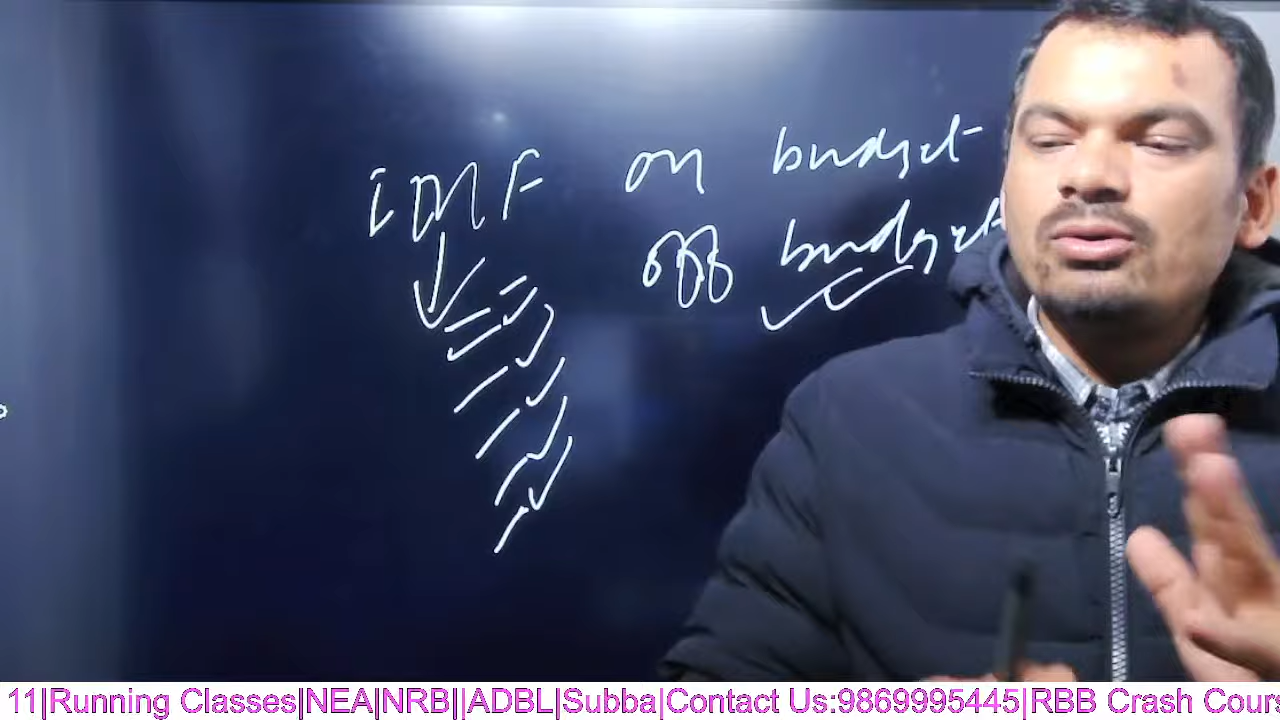 IMF on budget
off budget
11|Running Classes|NEA|NRB||ADBL|Subba|Contact Us:9869995445|RBB Crash Cours